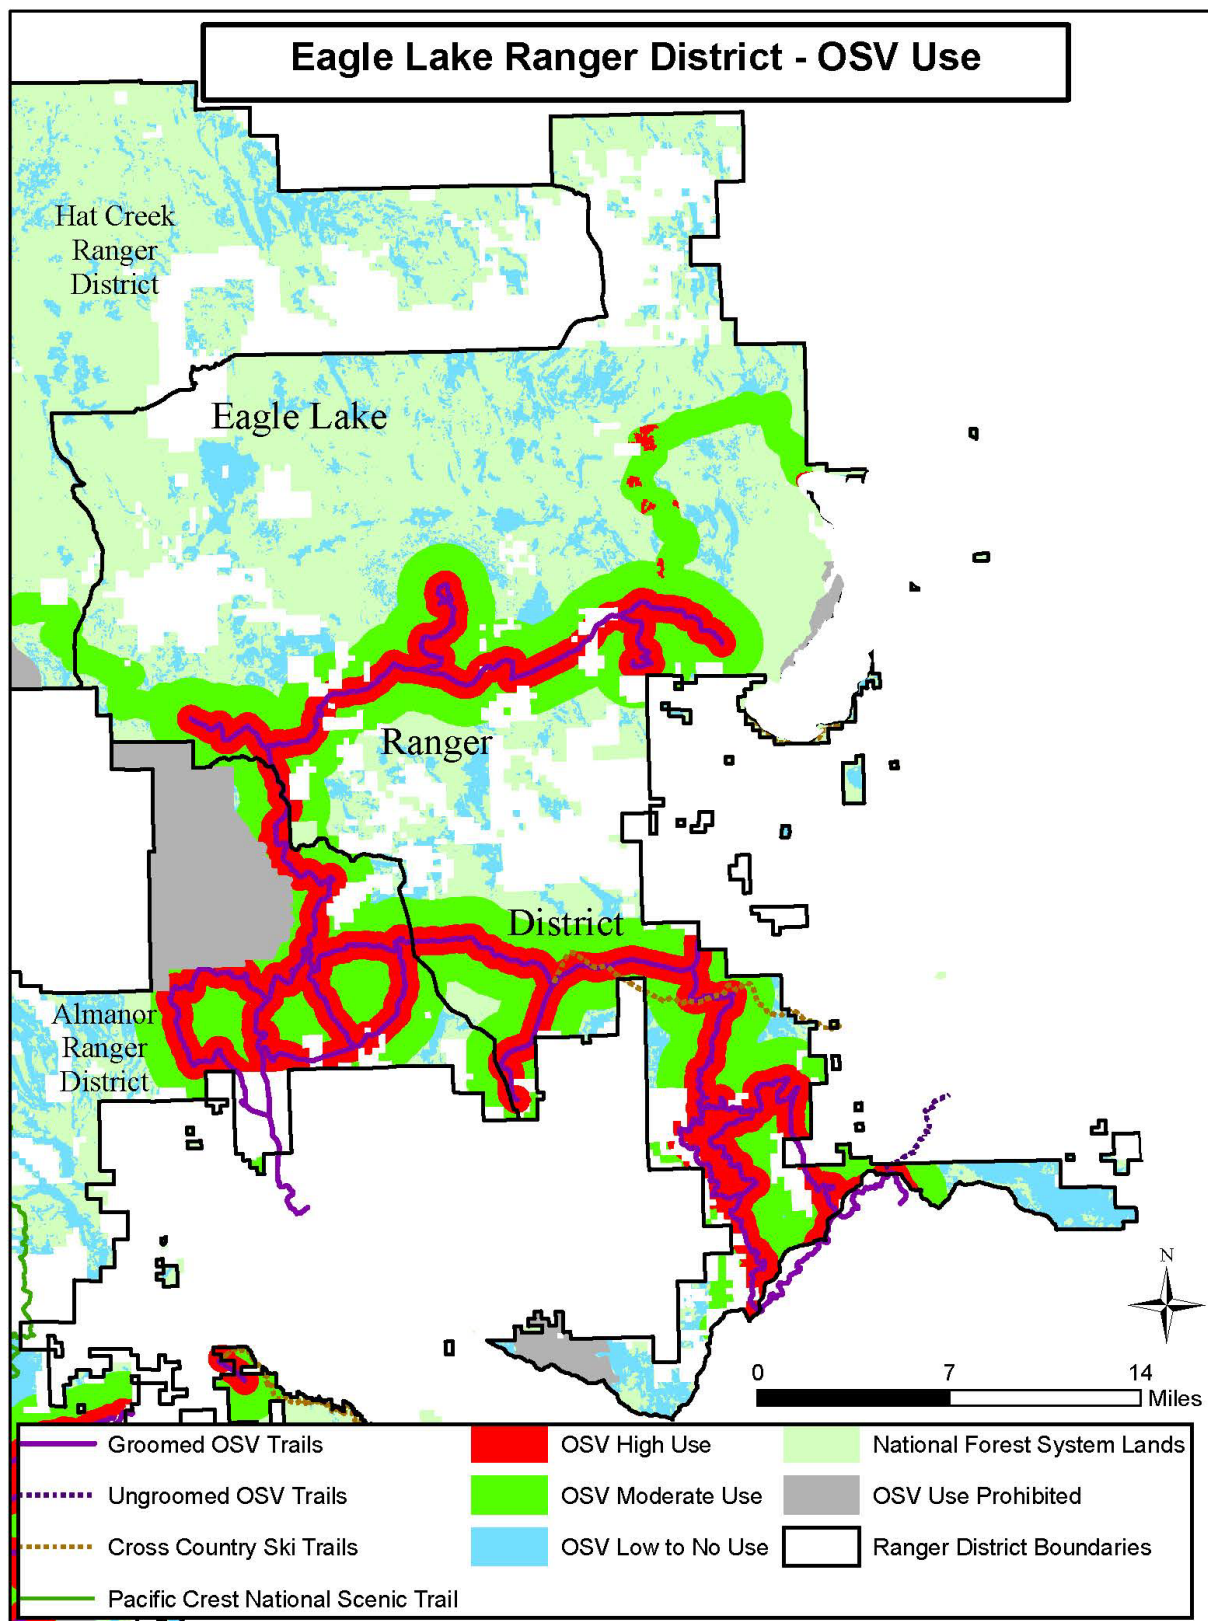 Eagle Lake Ranger District - OSV Use
Hat Creek
Ranger
District
Eagle Lake
Ranger
District
Almanor
Ranger
District
N
0
7
14
Miles
Groomed OSV Trails
Ungroomed OSV Trails
Cross Country Ski Trails
Pacific Crest National Scenic Trail
OSV High Use
OSV Moderate Use
OSV Low to No Use
National Forest System Lands
OSV Use Prohibited
Ranger District Boundaries